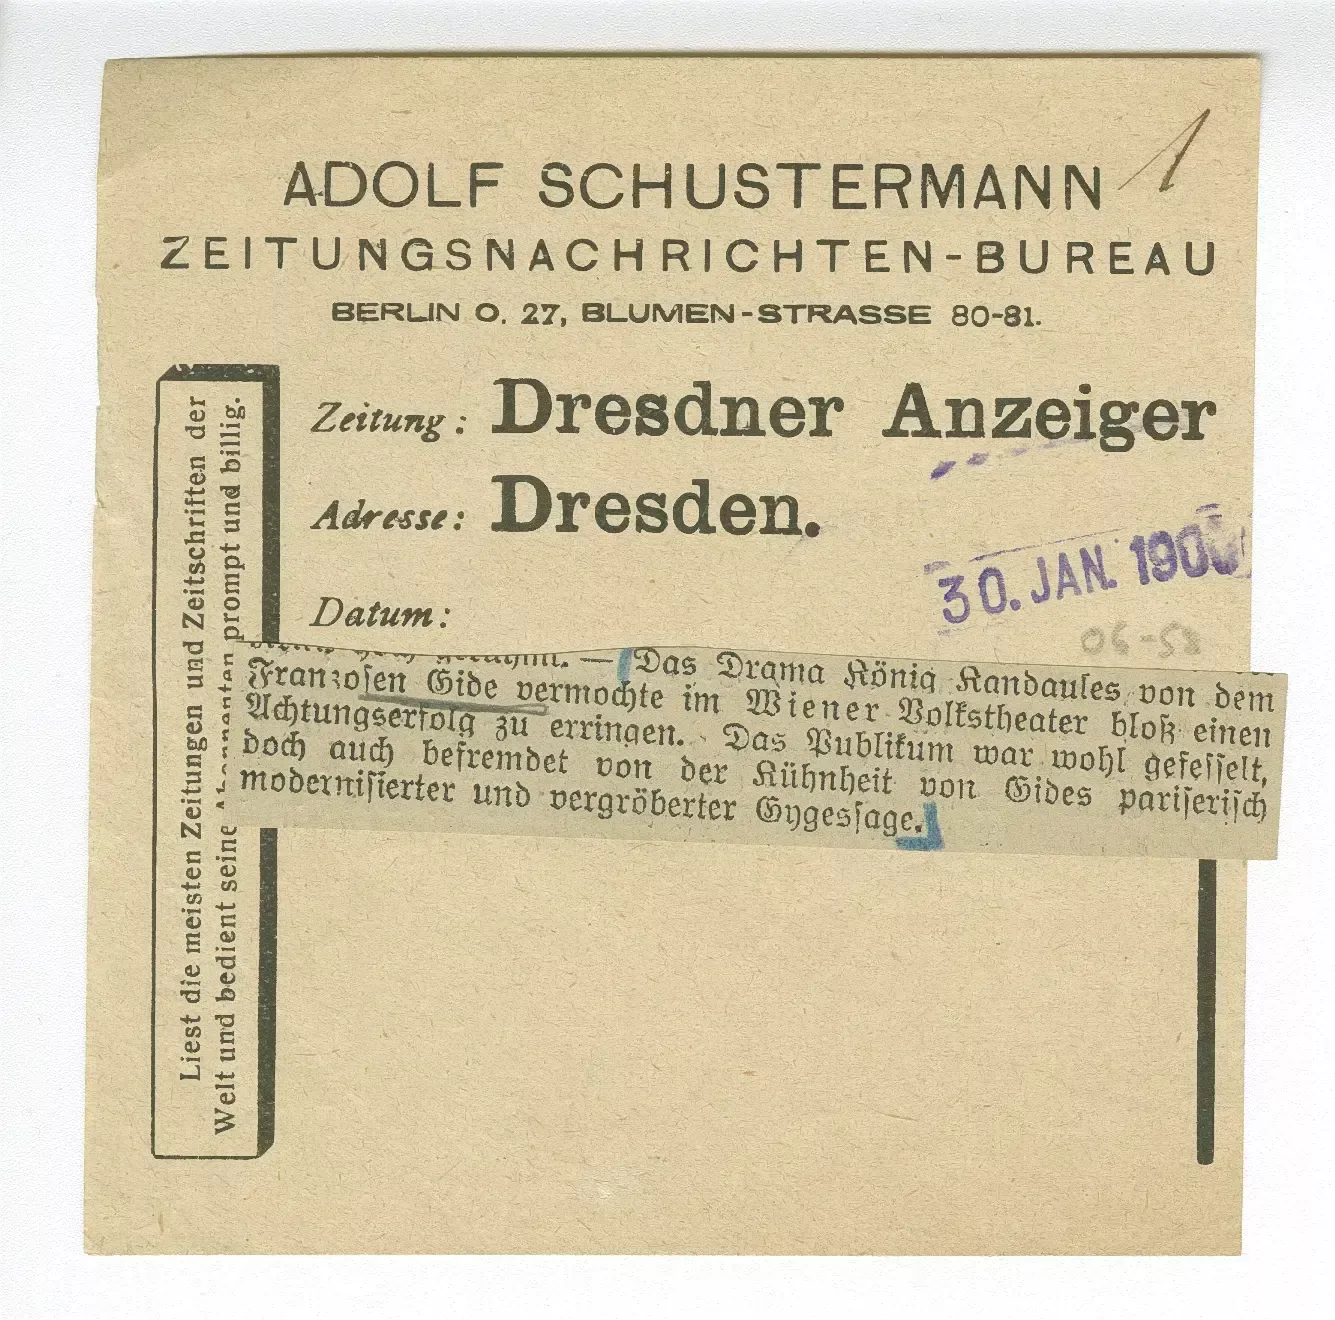 1
ADOLF SCHUSTERMANN
ZEITUNGSNACHRICHTEN-BUREAU
BERLIN O. 27, BLUMEN-STRASSE 80-81.
Zeitung: Dresdner Anzeiger
Adresse: Dresden.
30. JAN. 190
Datum:
06-58
Liest die meisten Zeitungen und Zeitschriften der
Welt und bedient seine Abonnenten prompt und billig.
— Das Drama König Kandaules von dem
Franzosen Gide vermochte im Wiener Volkstheater bloß einen
Achtungserfolg zu erringen. Das Publikum war wohl gefesselt,
doch auch befremdet von der Kühnheit von Gides pariserisch
modernisierter und vergröberter Gygessage.